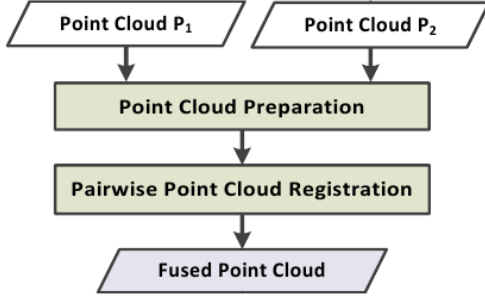 Point Cloud P₁
Point Cloud P₂
Point Cloud Preparation
Pairwise Point Cloud Registration
Fused Point Cloud